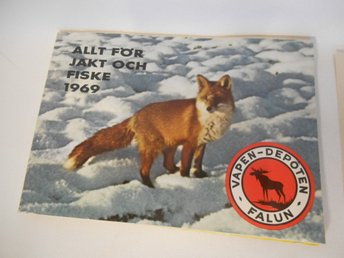 ALLT FÖR
JAKT OCH
FISKE
1969
VAPEN-DEPOTEN
FALUN